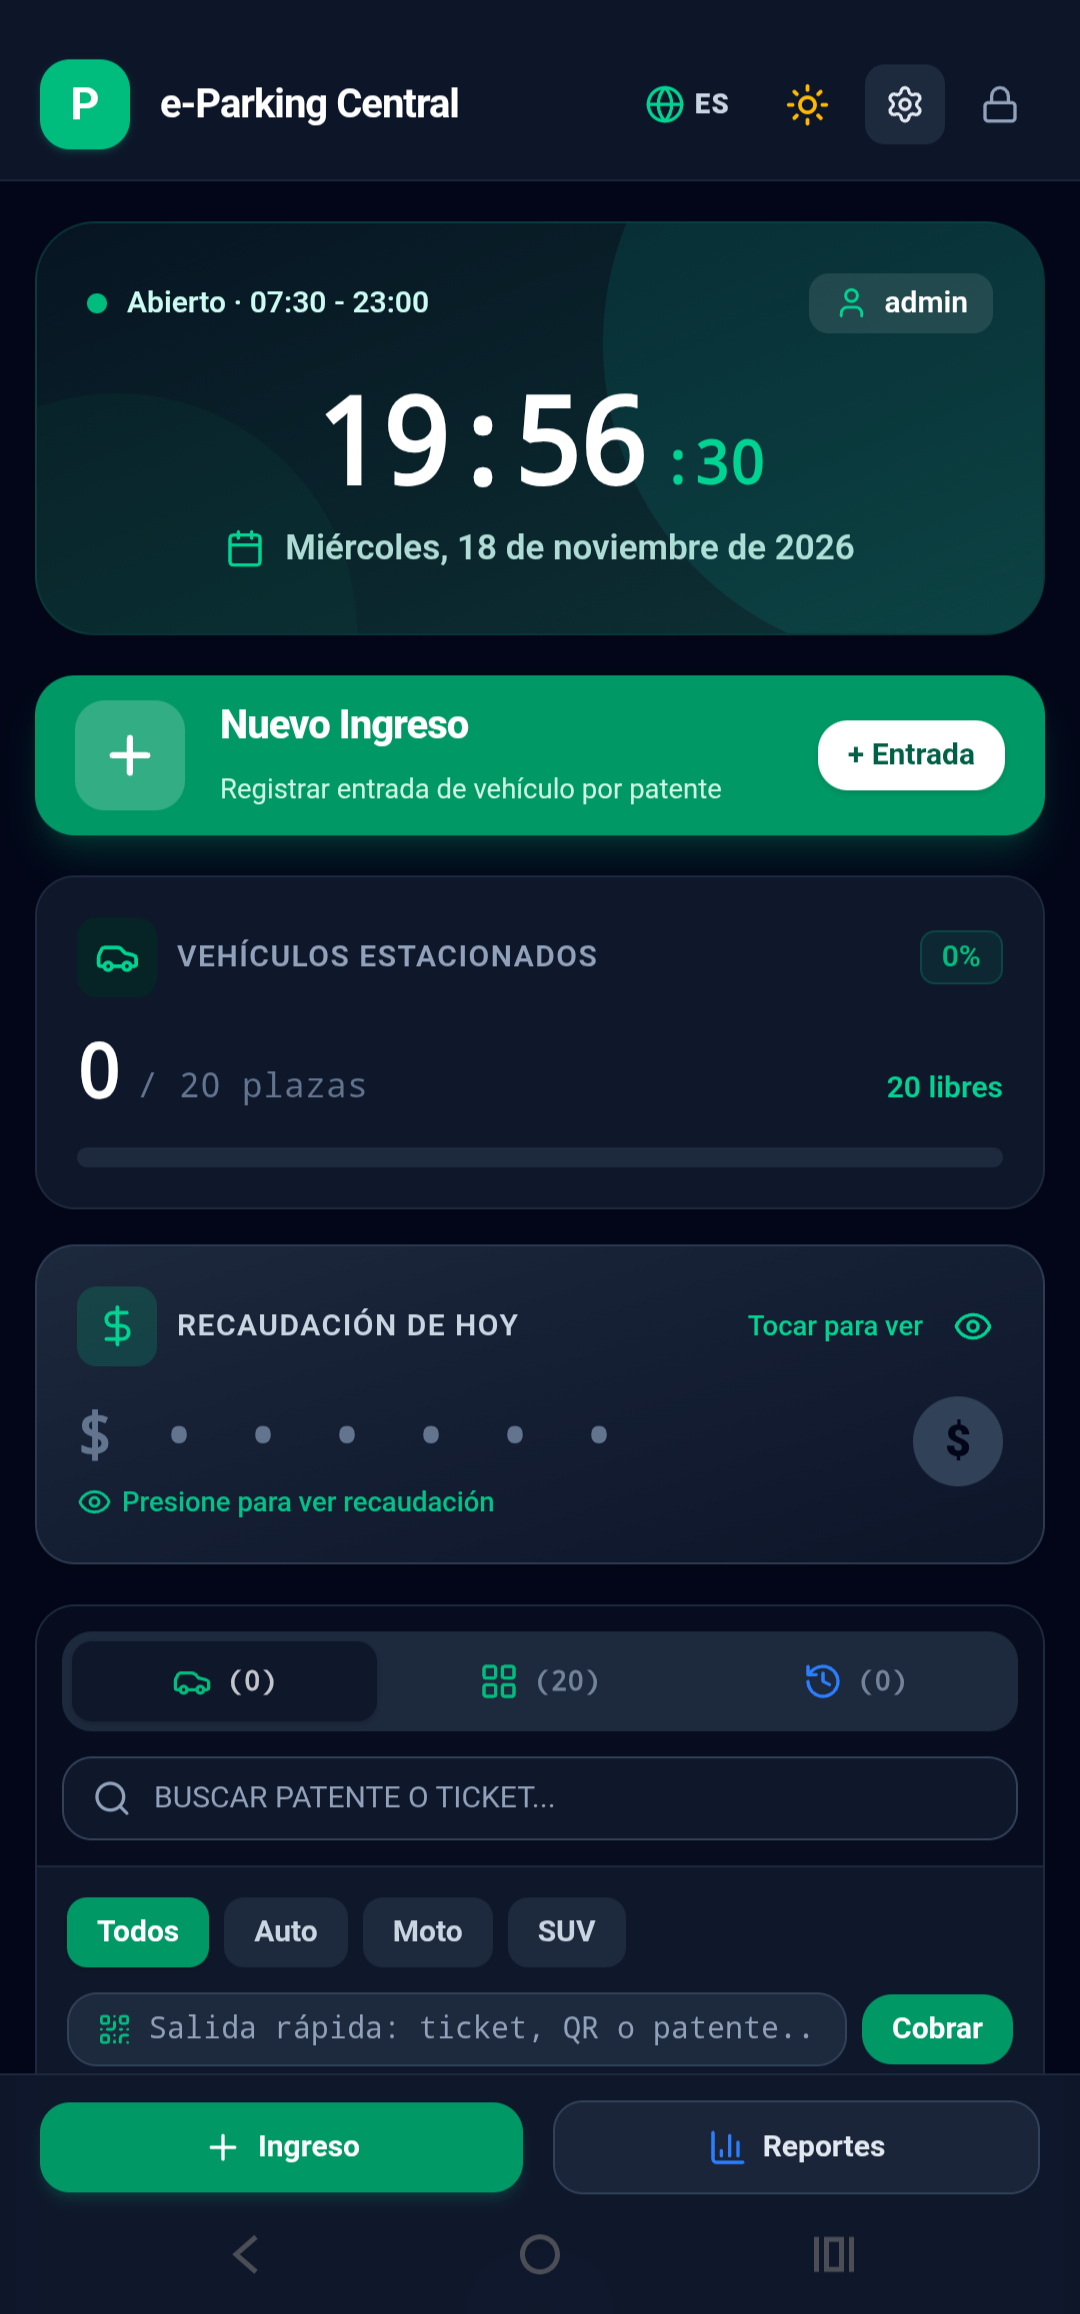 P
e-Parking Central
ES
Abierto · 07:30 - 23:00
admin
19:56:30
Miércoles, 18 de noviembre de 2026
Nuevo Ingreso
Registrar entrada de vehículo por patente
+ Entrada
VEHÍCULOS ESTACIONADOS
0%
0 / 20 plazas
20 libres
$
RECAUDACIÓN DE HOY
Tocar para ver
$ • • • • • •
$
Presione para ver recaudación
(0)
(20)
(0)
BUSCAR PATENTE O TICKET...
Todos
Auto
Moto
SUV
Salida rápida: ticket, QR o patente..
Cobrar
+ Ingreso
Reportes